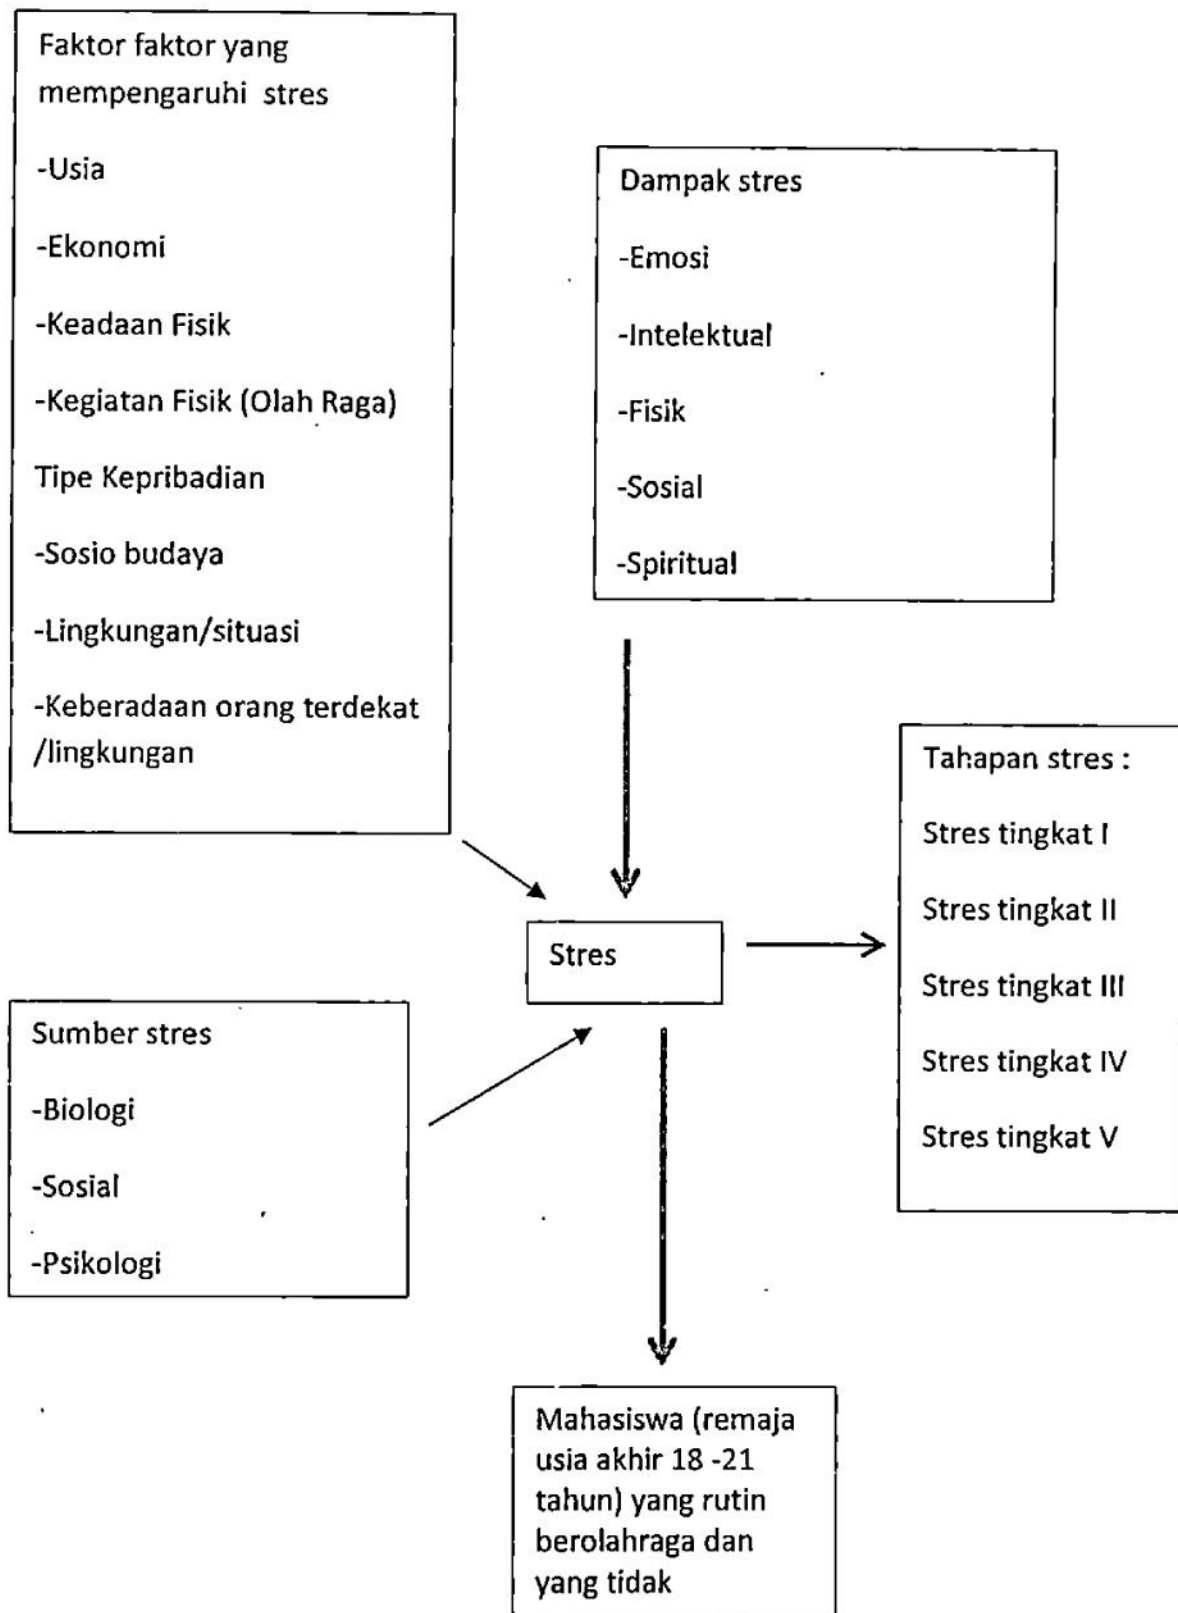 Faktor faktor yang
mempengaruhi stres
-Usia
-Ekonomi
-Keadaan Fisik
-Kegiatan Fisik (Olah Raga)
Tipe Kepribadian
-Sosio budaya
-Lingkungan/situasi
-Keberadaan orang terdekat
/lingkungan
Dampak stres
-Emosi
-Intelektual
-Fisik
-Sosial
-Spiritual
Tahapan stres :
Stres tingkat I
Stres tingkat II
Stres tingkat III
Stres tingkat IV
Stres tingkat V
Stres
Sumber stres
-Biologi
-Sosial
-Psikologi
Mahasiswa (remaja
usia akhir 18 -21
tahun) yang rutin
berolahraga dan
yang tidak